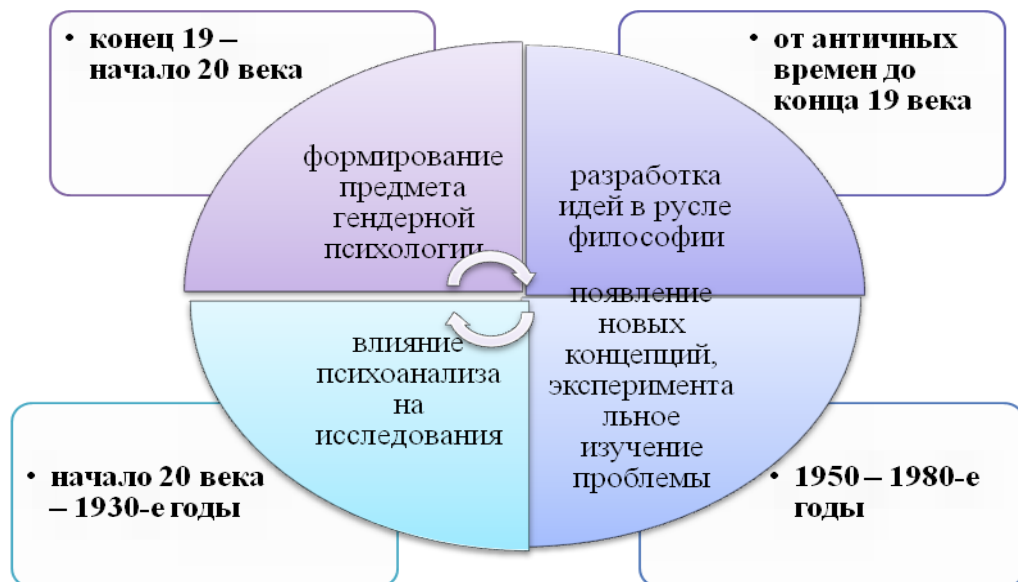 • конец 19 –
начало 20 века
• от античных
времен до
конца 19 века
формирование
предмета
гендерной
психологии
разработка
идей в русле
философии
влияние
психоанализа
на
исследования
появление
новых
концепций,
эксперимента
льное
изучение
проблемы
• начало 20 века
– 1930-е годы
• 1950 – 1980-е
годы